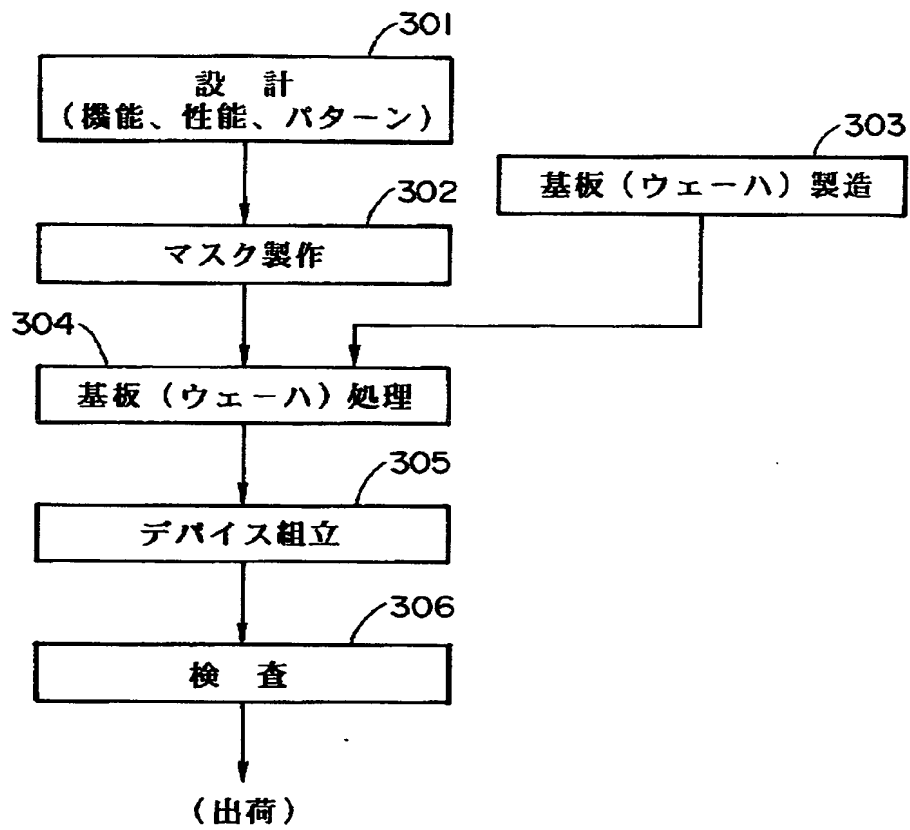 301
設 計
(機能、性能、パターン)
303
基板(ウェーハ)製造
302
マスク製作
304
基板(ウェーハ)処理
305
デバイス組立
306
検 査
(出荷)